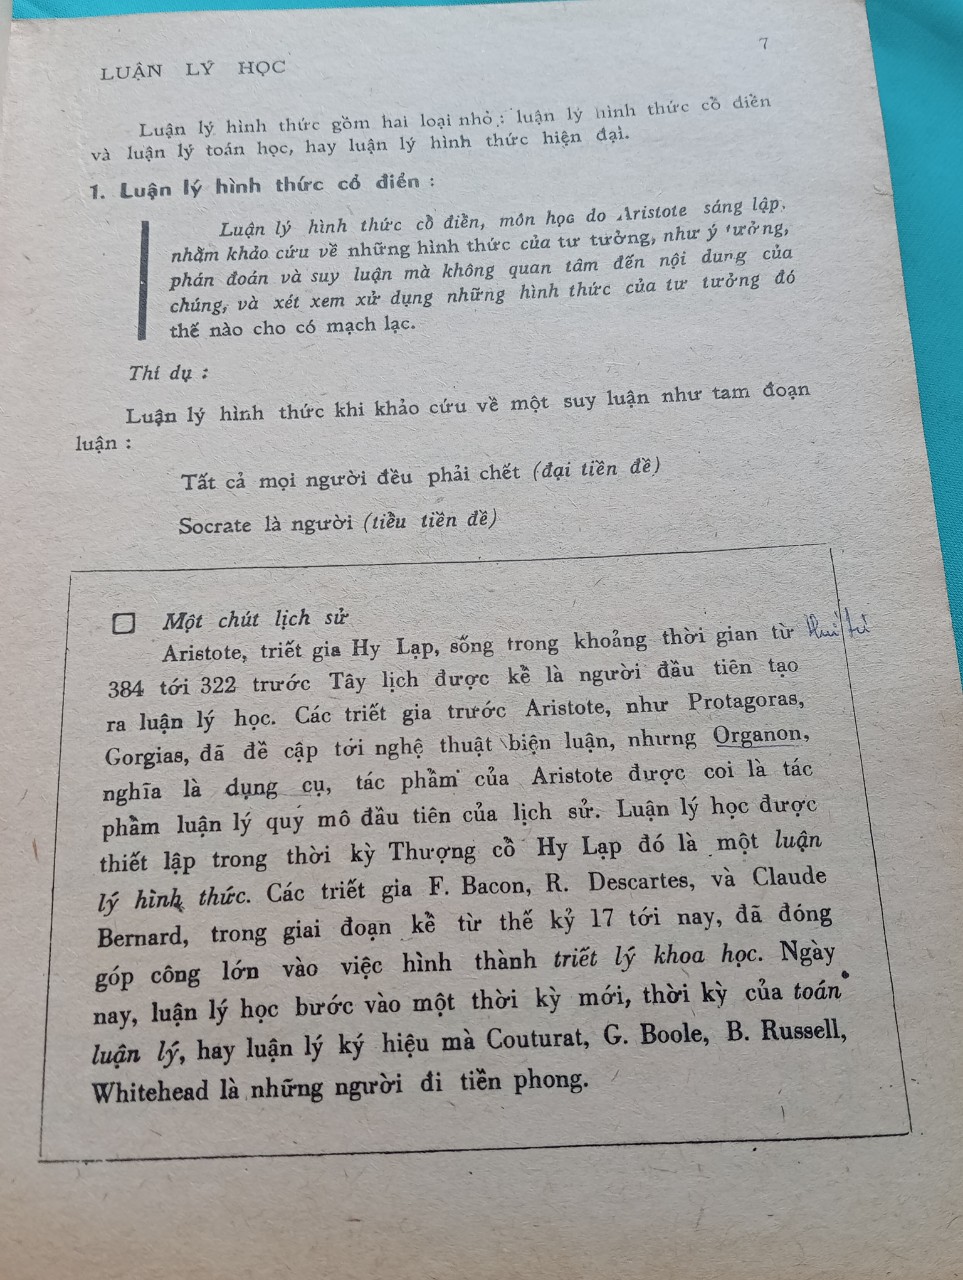 LUẬN LÝ HỌC
7
Luận lý hình thức gồm hai loại nhỏ : luận lý hình thức cổ điển
và luận lý toán học, hay luận lý hình thức hiện đại.
1. Luận lý hình thức cổ điển :
Luận lý hình thức cổ điển, môn học do Aristote sáng lập,
nhằm khảo cứu về những hình thức của tư tưởng, như ý tưởng,
phán đoán và suy luận mà không quan tâm đến nội dung của
chúng, và xét xem xử dụng những hình thức của tư tưởng đó
thế nào cho có mạch lạc.
Thí dụ :
Luận lý hình thức khi khảo cứu về một suy luận như tam đoạn
luận :
Tất cả mọi người đều phải chết (đại tiền đề)
Socrate là người (tiểu tiền đề)
Một chút lịch sử
Aristote, triết gia Hy Lạp, sống trong khoảng thời gian từ
384 tới 322 trước Tây lịch được kể là người đầu tiên tạo
ra luận lý học. Các triết gia trước Aristote, như Protagoras,
Gorgias, đã đề cập tới nghệ thuật biện luận, nhưng Organon,
nghĩa là dụng cụ, tác phẩm của Aristote được coi là tác
phẩm luận lý quy mô đầu tiên của lịch sử. Luận lý học được
thiết lập trong thời kỳ Thượng cổ Hy Lạp đó là một luận
lý hình thức. Các triết gia F. Bacon, R. Descartes, và Claude
Bernard, trong giai đoạn kể từ thế kỷ 17 tới nay, đã đóng
góp công lớn vào việc hình thành triết lý khoa học. Ngày
nay, luận lý học bước vào một thời kỳ mới, thời kỳ của toán
luận lý, hay luận lý ký hiệu mà Couturat, G. Boole, B. Russell,
Whitehead là những người đi tiền phong.